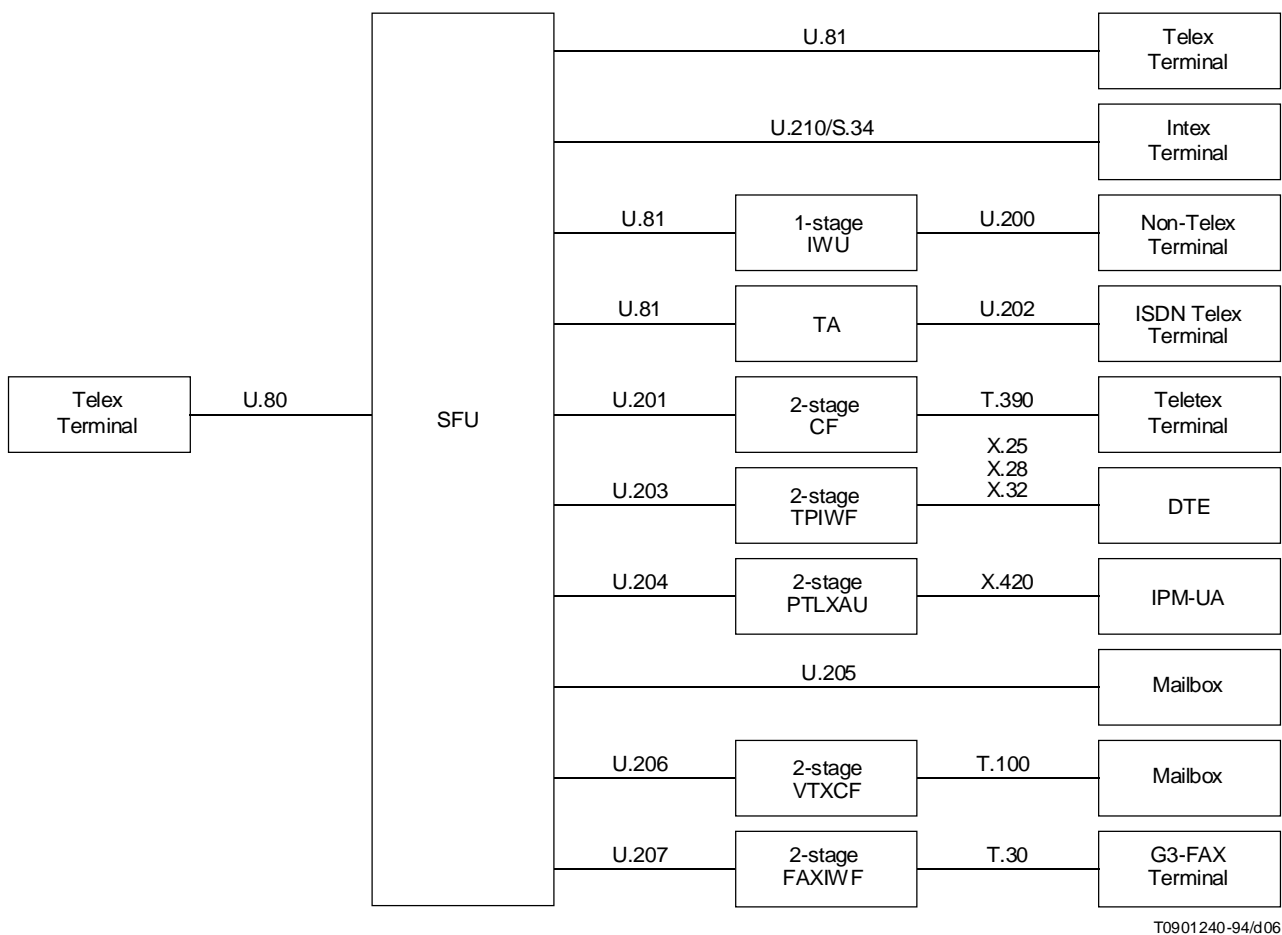 U.81
Telex
Terminal
U.210/S.34
Intex
Terminal
U.81
1-stage
IWU
U.200
Non-Telex
Terminal
U.81
TA
U.202
ISDN Telex
Terminal
Telex
Terminal
U.80
SFU
U.201
2-stage
CF
T.390
Teletex
Terminal
X.25
X.28
X.32
U.203
2-stage
TPIWF
DTE
U.204
2-stage
PTLXAU
X.420
IPM-UA
U.205
Mailbox
U.206
2-stage
VTXCF
T.100
Mailbox
U.207
2-stage
FAXIWF
T.30
G3-FAX
Terminal
T0901240-94/d06